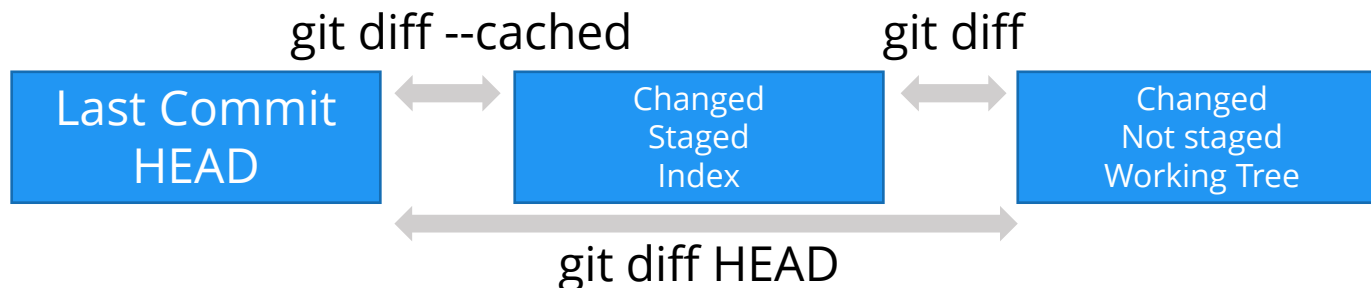 git diff --cached
git diff
Last Commit
HEAD
Changed
Staged
Index
Changed
Not staged
Working Tree
git diff HEAD